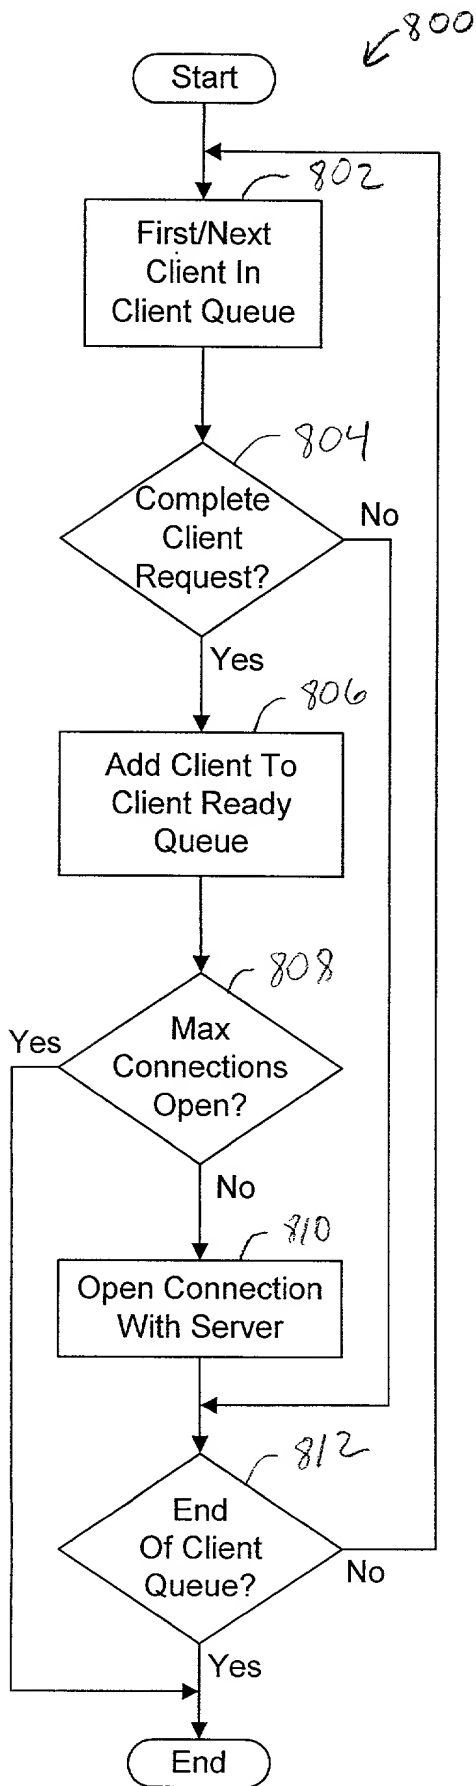 800
Start
802
First/Next
Client In
Client Queue
804
Complete
Client
Request?
No
Yes
806
Add Client To
Client Ready
Queue
808
Yes
Max
Connections
Open?
No
810
Open Connection
With Server
812
End
Of Client
Queue?
No
Yes
End